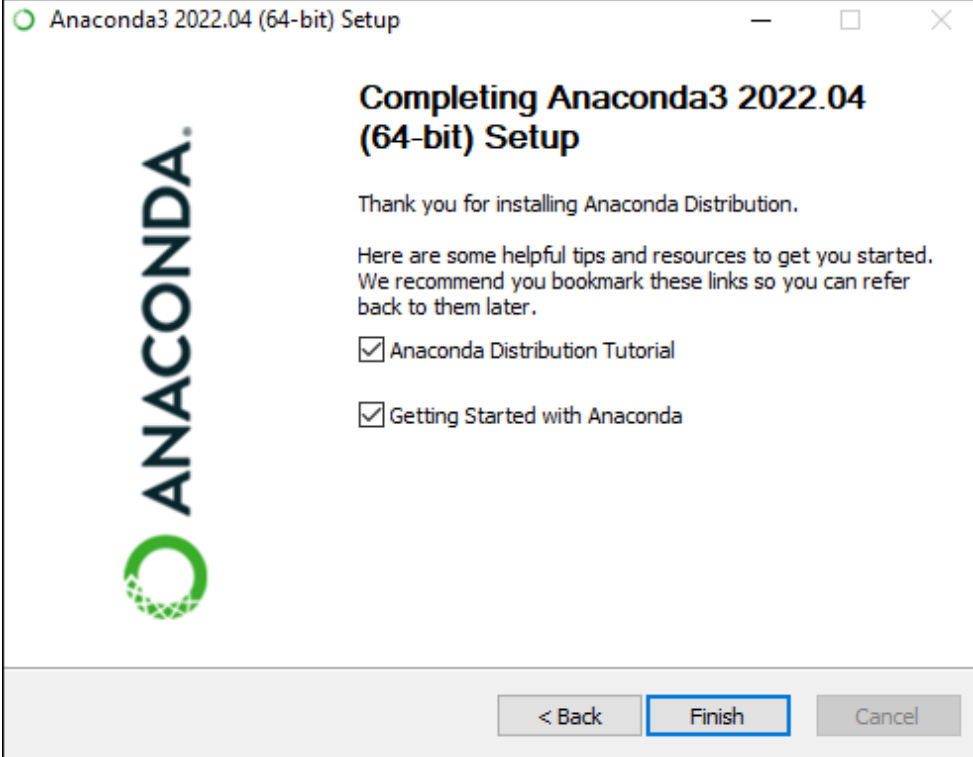 Anaconda3 2022.04 (64-bit) Setup
Completing Anaconda3 2022.04
(64-bit) Setup
ANACONDA.
Thank you for installing Anaconda Distribution.
Here are some helpful tips and resources to get you started.
We recommend you bookmark these links so you can refer
back to them later.
Anaconda Distribution Tutorial
Getting Started with Anaconda
< Back
Finish
Cancel